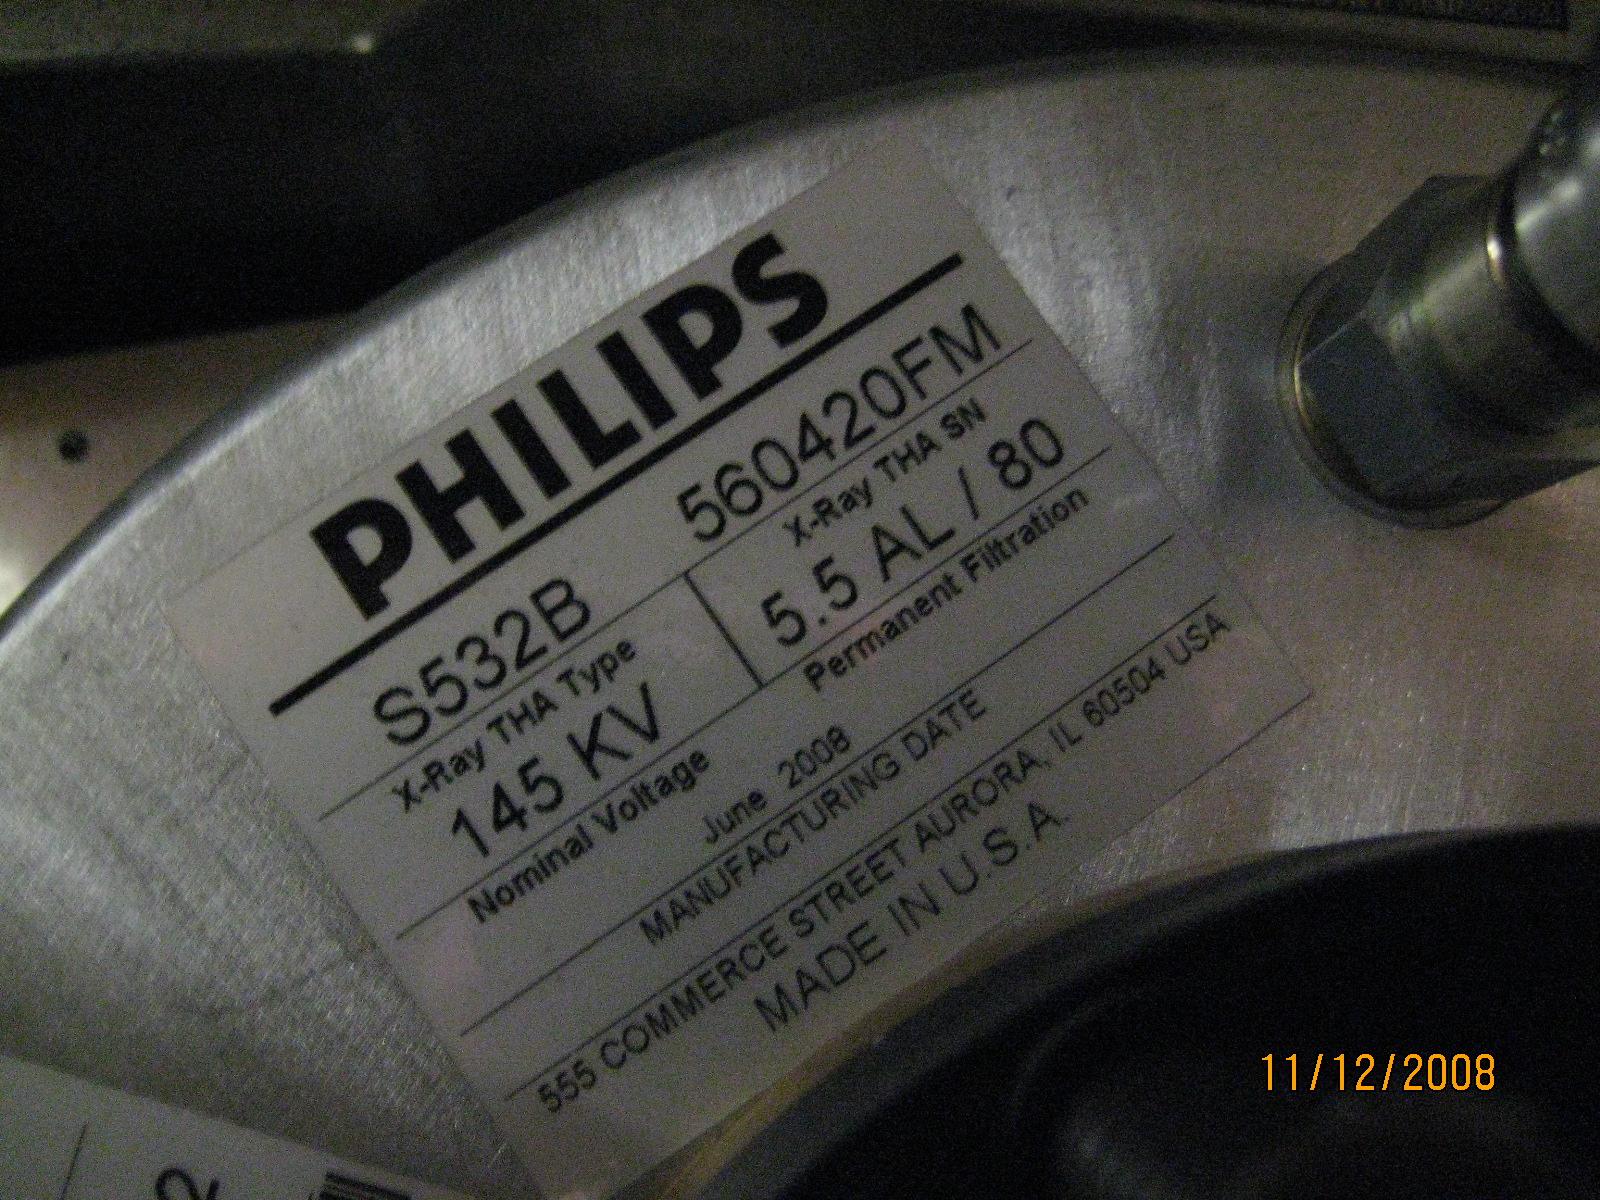 PHILIPS
S532B 560420FM
X-Ray THA Type X-Ray THA SN
145 KV 5.5 AL / 80
Nominal Voltage Permanent Filtration
June 2008
MANUFACTURING DATE
555 COMMERCE STREET AURORA, IL 60504 USA
MADE IN U.S.A.
11/12/2008